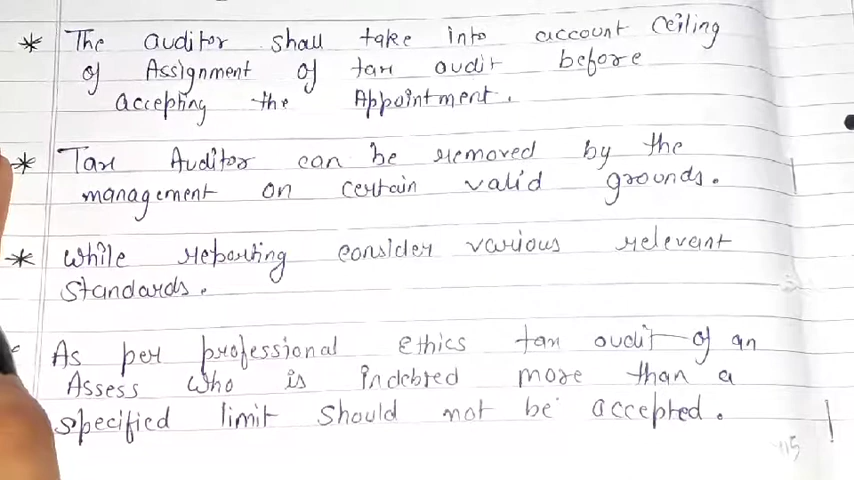 * The auditor shall take into account ceiling
of Assignment of tax audit before
accepting the Appointment.
* Tax Auditor can be removed by the
management on certain valid grounds.
* While reporting consider various relevant
standards.
As per professional ethics tax audit of an
Assess who is indebted more than a
specified limit should not be accepted.